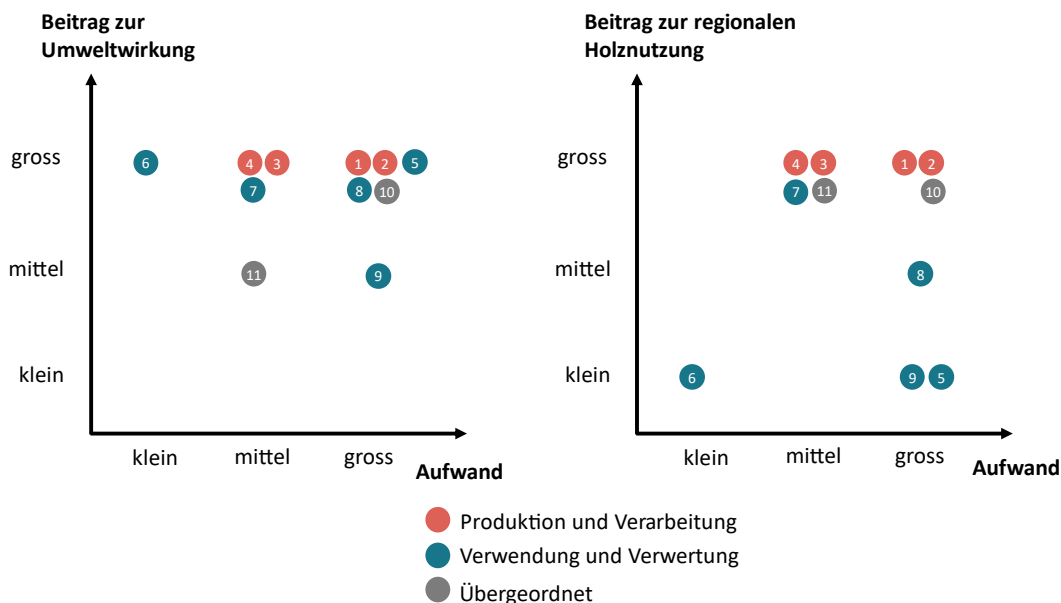 Beitrag zur
Umweltwirkung
gross
6
4 3
1 2 5
7
8 10
mittel
11
9
klein
klein
mittel
gross
Aufwand
Beitrag zur regionalen
Holznutzung
gross
4 3
1 2
7 11
10
mittel
8
klein
6
9 5
klein
mittel
gross
Aufwand
Produktion und Verarbeitung
Verwendung und Verwertung
Übergeordnet